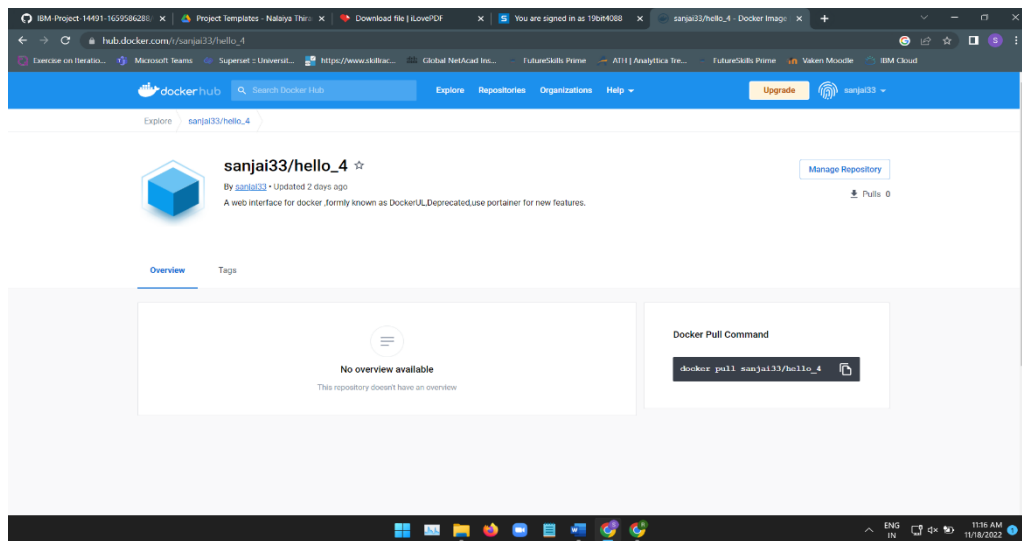 IBM-Project-14491-1659586288/ Project Templates - Nalaiya Thira Download file | iLovePDF You are signed in as 19bit4088 sanjai33/hello_4 - Docker Image
hub.docker.com/r/sanjai33/hello_4
Exercise on Iteratio... Microsoft Teams Superset :: Universit... https://www.skillrac... Global NetAcad Ins... FutureSkills Prime ATH | Analyttica Tre... FutureSkills Prime Vaken Moodle IBM Cloud
dockerhub Search Docker Hub Explore Repositories Organizations Help Upgrade sanjai33
Explore sanjai33/hello_4
sanjai33/hello_4
Manage Repository
By sanjai33 • Updated 2 days ago
Pulls 0
A web interface for docker ,formly known as DockerUI,Deprecated,use portainer for new features.
Overview Tags
Docker Pull Command
No overview available
docker pull sanjai33/hello_4
This repository doesn't have an overview
ENG
IN
11:16 AM
11/18/2022